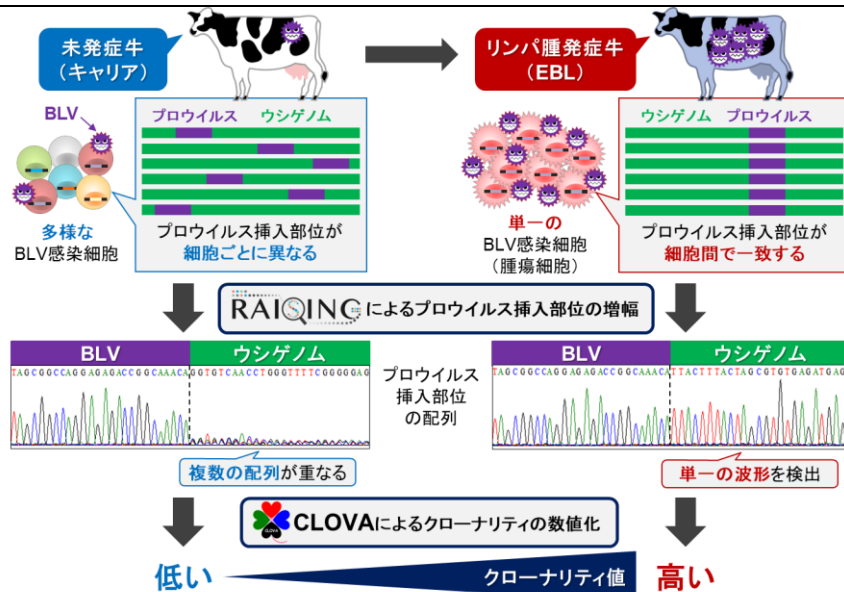 未発症牛
(キャリア)
リンパ腫発症牛
(EBL)
BLV
プロウイルス ウシゲノム
多様な
BLV感染細胞
プロウイルス挿入部位が
細胞ごとに異なる
ウシゲノム プロウイルス
単一の
BLV感染細胞
(腫瘍細胞)
プロウイルス挿入部位が
細胞間で一致する
RAISINGによるプロウイルス挿入部位の増幅
BLV ウシゲノム
TAGCGGCCAGGAGAGACCGGCAAACAGGTGTCAACCTGGGTTTTCGGGGGAG
複数の配列が重なる
プロウイルス
挿入部位
の配列
BLV ウシゲノム
TAGCGGCCAGGAGAGACCGGCAAACATTACTTTACTAGCGTGTGAGATGAG
単一の波形を検出
CLOVA
CLOVAによるクローナリティの数値化
低い
クローナリティ値
高い